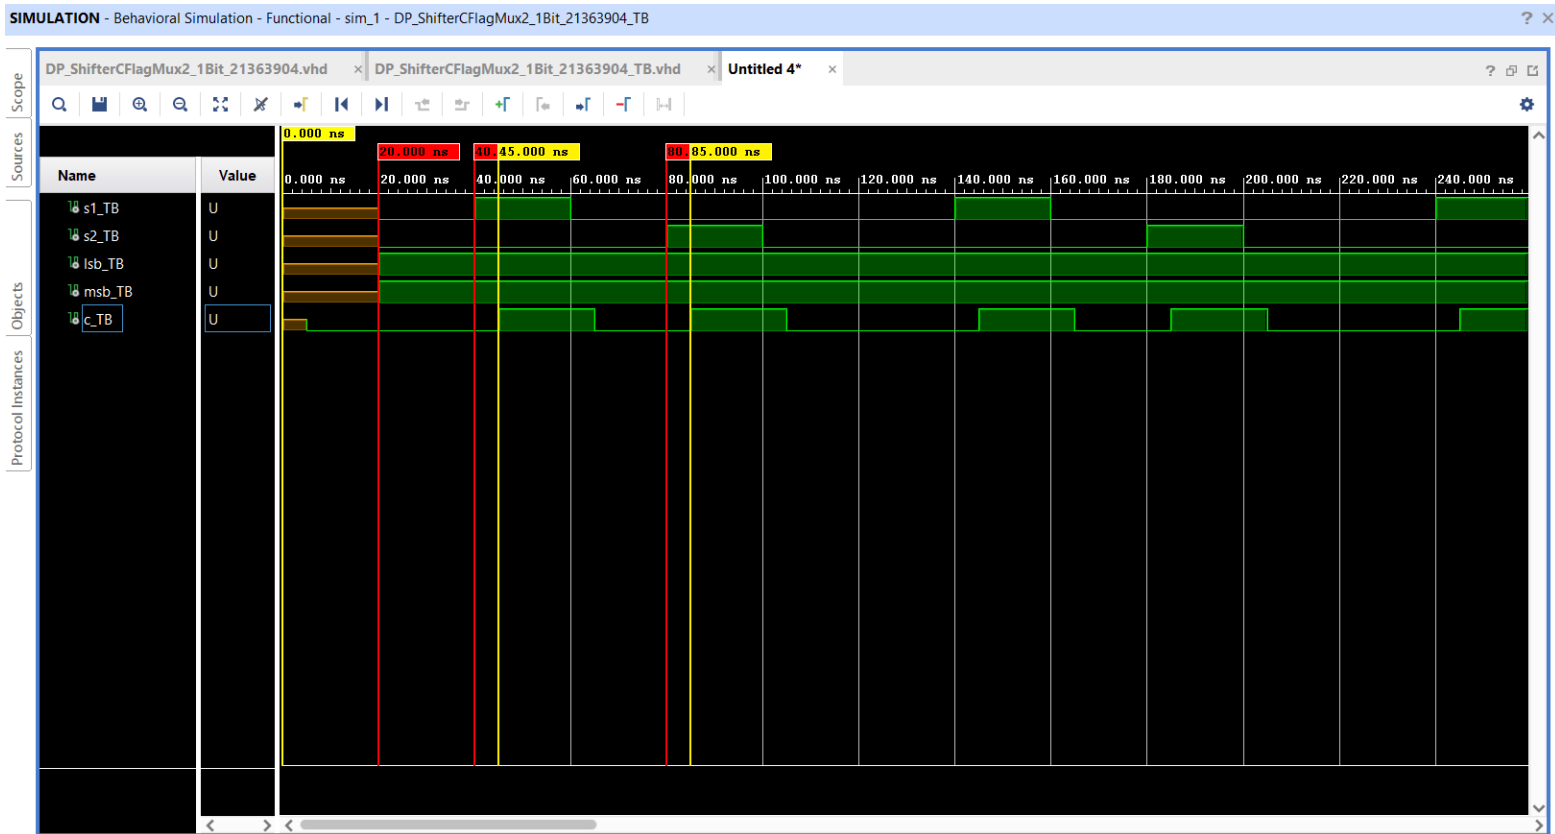 SIMULATION - Behavioral Simulation - Functional - sim_1 - DP_ShifterCFlagMux2_1Bit_21363904_TB ? ×
DP_ShifterCFlagMux2_1Bit_21363904.vhd × DP_ShifterCFlagMux2_1Bit_21363904_TB.vhd × Untitled 4* × ?
Scope
Sources
Objects
Protocol Instances
0.000 ns
20.000 ns 40. 45.000 ns 80. 85.000 ns
Name Value
0.000 ns 20.000 ns 40.000 ns 60.000 ns 80.000 ns 100.000 ns 120.000 ns 140.000 ns 160.000 ns 180.000 ns 200.000 ns 220.000 ns 240.000 ns
s1_TB U
s2_TB U
lsb_TB U
msb_TB U
c_TB U